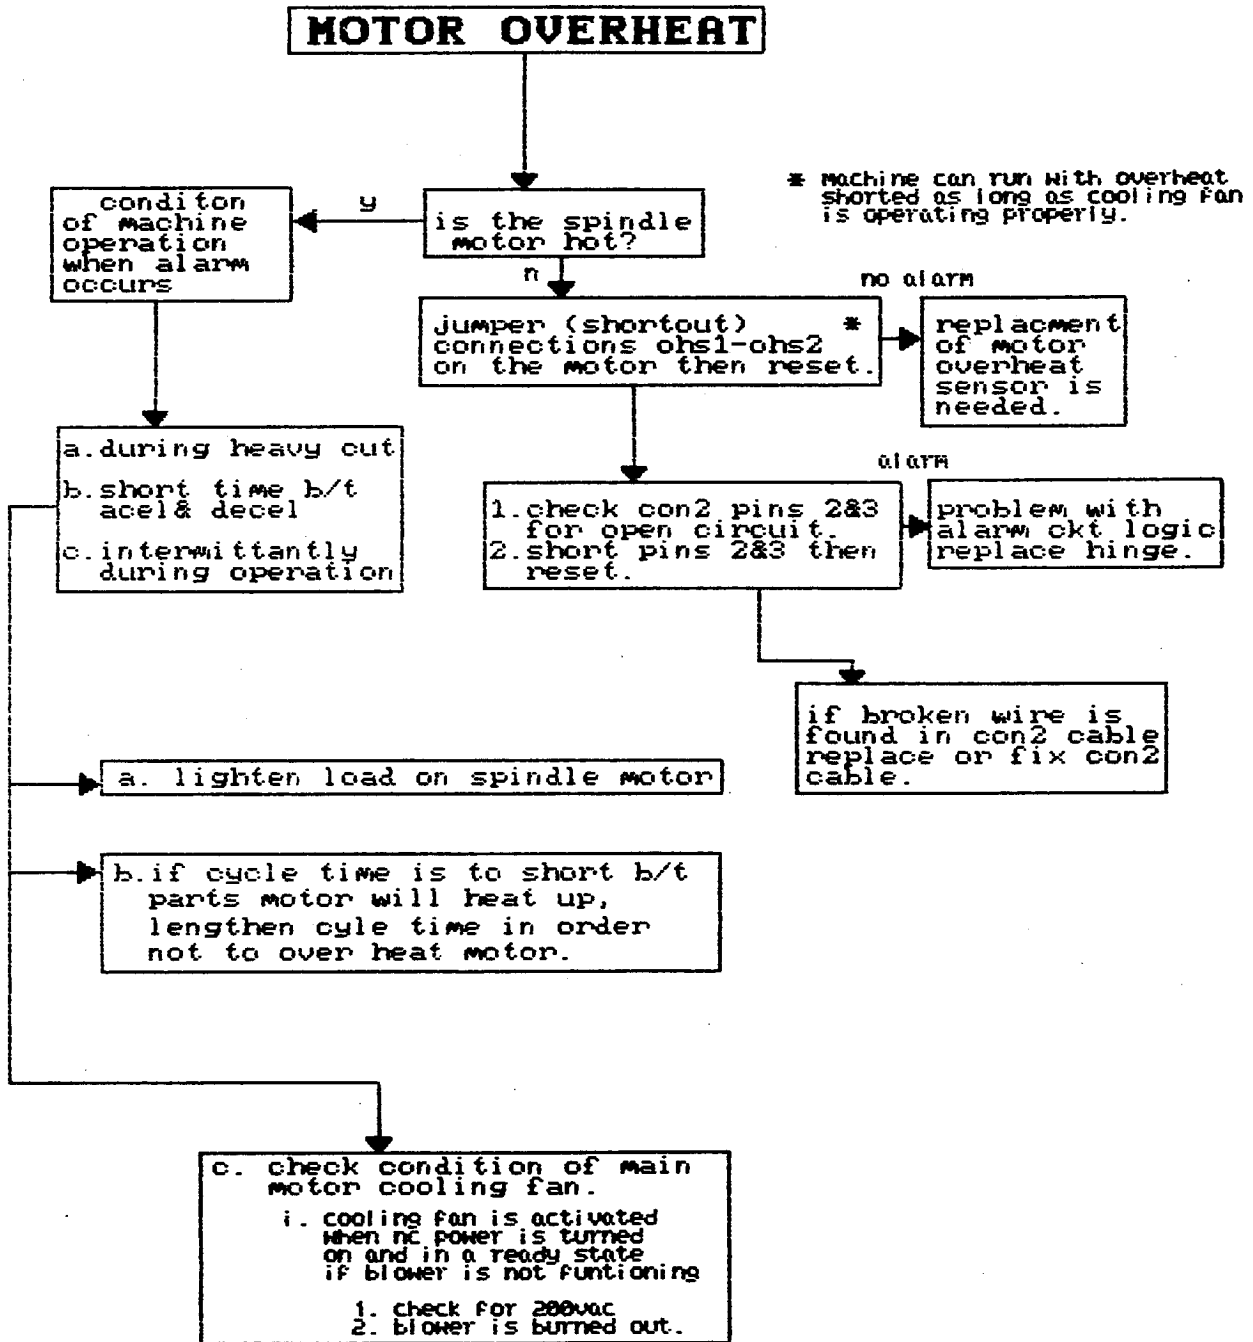 MOTOR OVERHEAT
* Machine can run with overheat
shorted as long as cooling fan
is operating properly.
conditon
of machine
operation
when alarm
occurs
y
is the spindle
motor hot?
n
no alarm
jumper (shortout) *
connections ohs1-ohs2
on the motor then reset.
replacment
of motor
overheat
sensor is
needed.
a.during heavy cut
b.short time b/t
acel& decel
c.intermittantly
during operation
alarm
1.check con2 pins 2&3
for open circuit.
2.short pins 2&3 then
reset.
problem with
alarm ckt logic
replace hinge.
if broken wire is
found in con2 cable
replace or fix con2
cable.
a. lighten load on spindle motor
b.if cycle time is to short b/t
parts motor will heat up,
lengthen cyle time in order
not to over heat motor.
c. check condition of main
motor cooling fan.
i. cooling fan is activated
when nc power is turned
on and in a ready state
if blower is not funtioning
1. check for 200vac
2. blower is burned out.